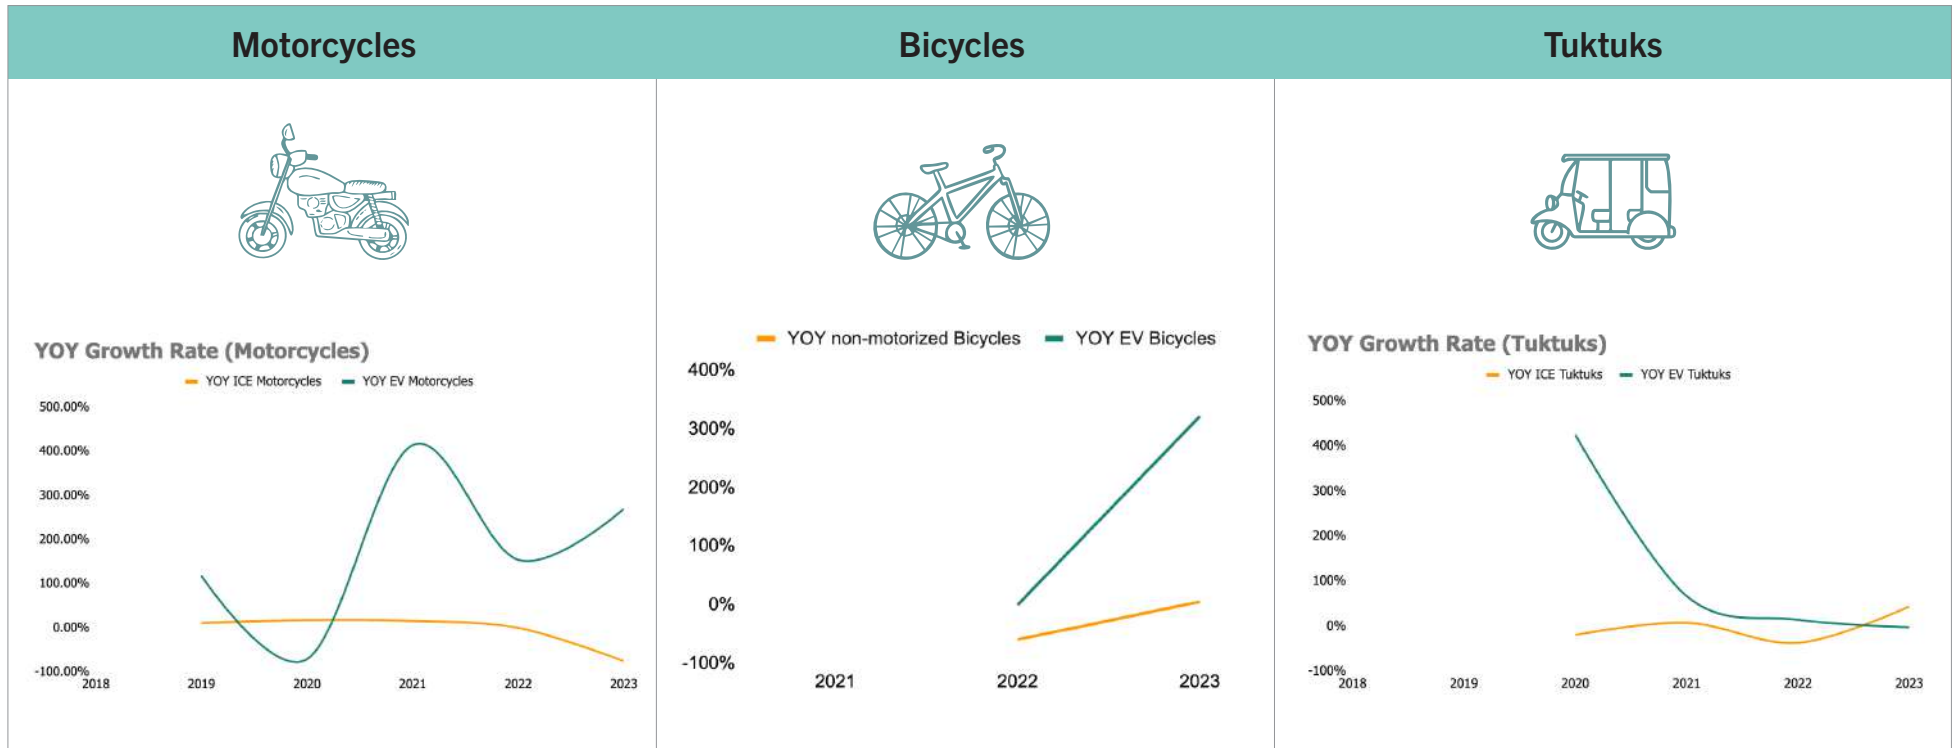 Motorcycles
Bicycles
Tuktuks
YOY Growth Rate (Motorcycles)
YOY ICE Motorcycles YOY EV Motorcycles
500.00%
400.00%
300.00%
200.00%
100.00%
0.00%
-100.00%
2018 2019 2020 2021 2022 2023
YOY non-motorized Bicycles YOY EV Bicycles
400%
300%
200%
100%
0%
-100%
2021 2022 2023
YOY Growth Rate (Tuktuks)
YOY ICE Tuktuks YOY EV Tuktuks
500%
400%
300%
200%
100%
0%
-100%
2018 2019 2020 2021 2022 2023